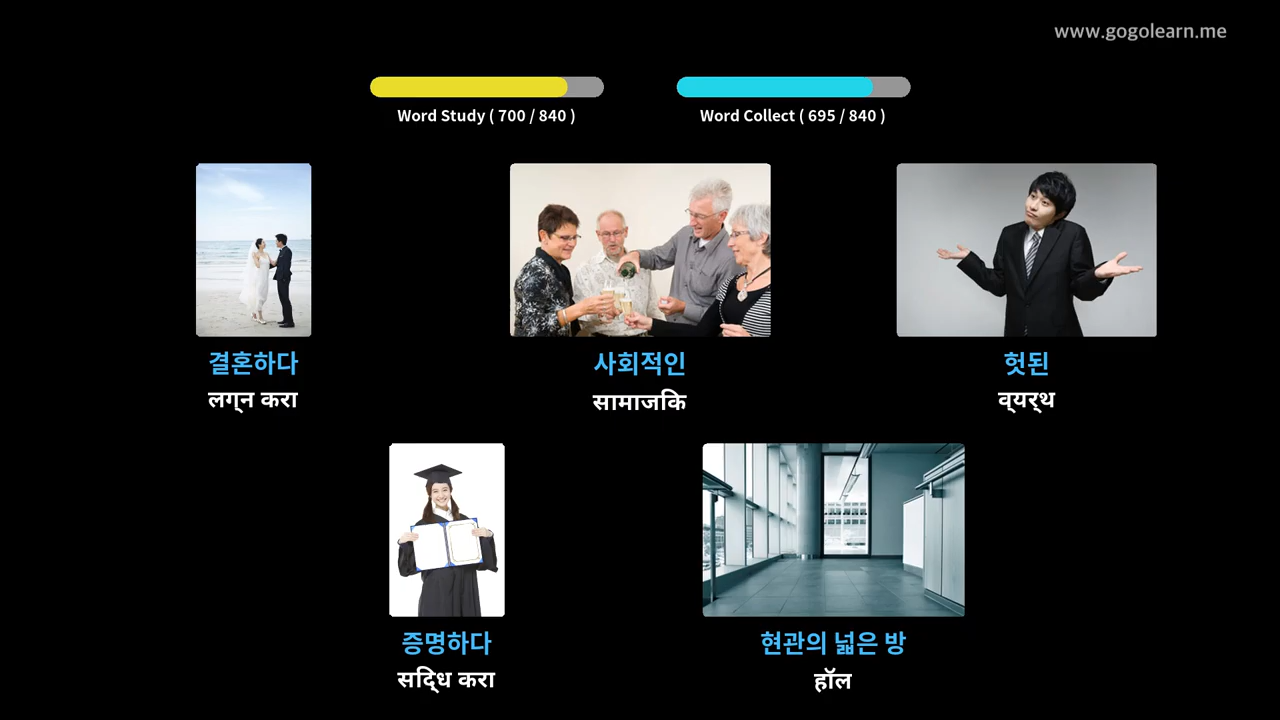 www.gogolearn.me
Word Study ( 700 / 840 )
Word Collect ( 695 / 840 )
결혼하다
लग्न करा
사회적인
सामाजिक
헛된
व्यर्थ
증명하다
सिद्ध करा
현관의 넓은 방
हॉल